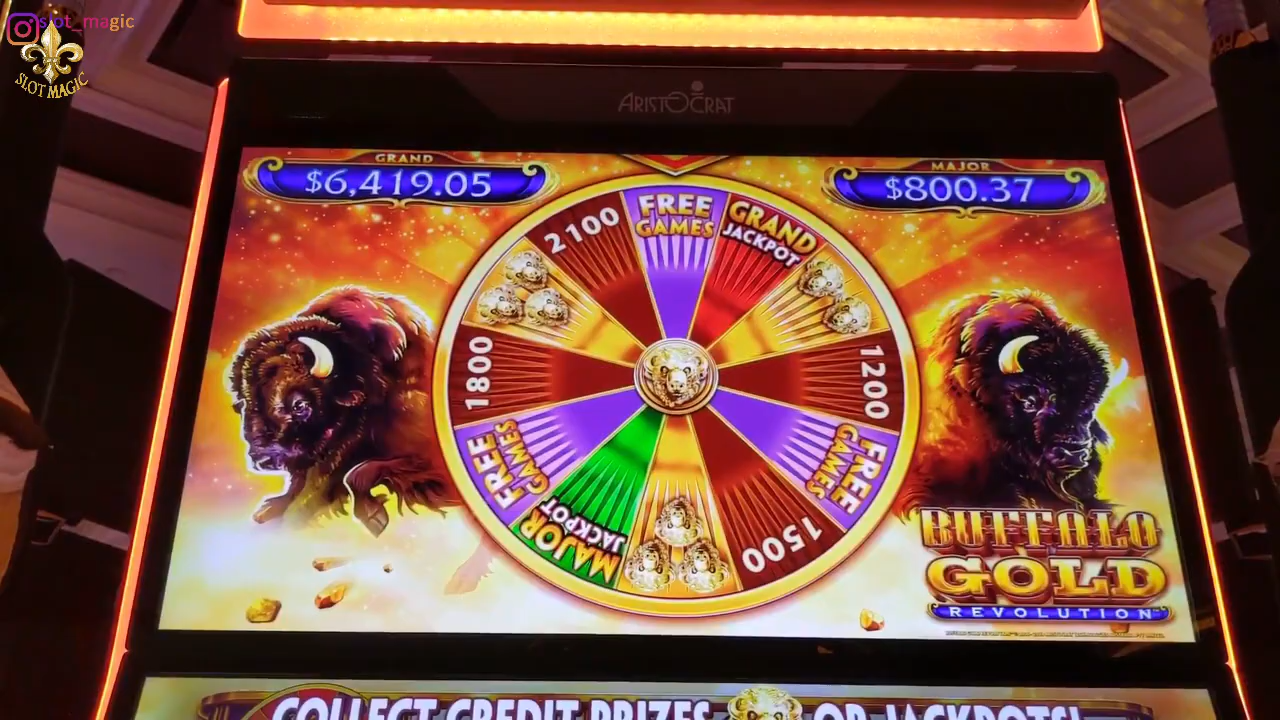 slot_magic
SLOT MAGIC
ARISTOCRAT
GRAND
$6,419.05
MAJOR
$800.37
FREE
GAMES
GRAND
JACKPOT
1200
FREE
GAMES
1500
MAJOR
JACKPOT
FREE
GAMES
1800
2100
BUFFALO
GOLD
REVOLUTION
COLLECT CREDIT PRIZES OR JACKPOTS!